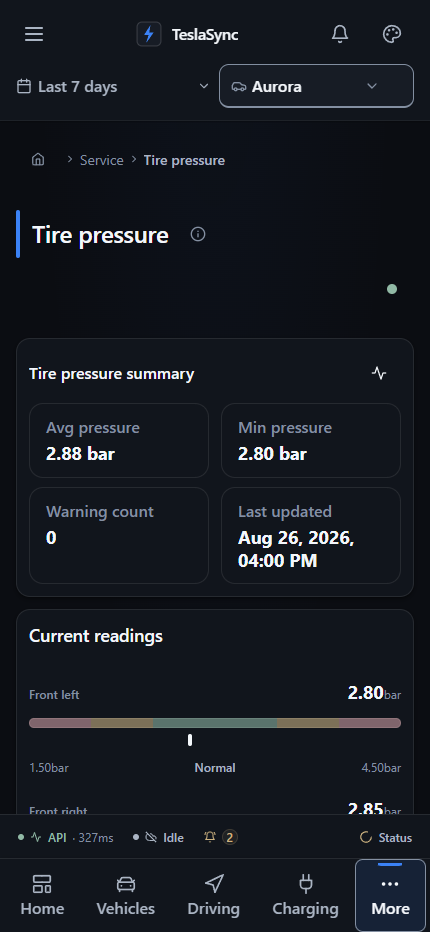 TeslaSync
Last 7 days
Aurora
Service
Tire pressure
Tire pressure
Tire pressure summary
Avg pressure
2.88 bar
Min pressure
2.80 bar
Warning count
0
Last updated
Aug 26, 2026,
04:00 PM
Current readings
Front left
2.80bar
1.50bar
Normal
4.50bar
Front right
2.85bar
API · 327ms
Idle
2
Status
Home
Vehicles
Driving
Charging
More